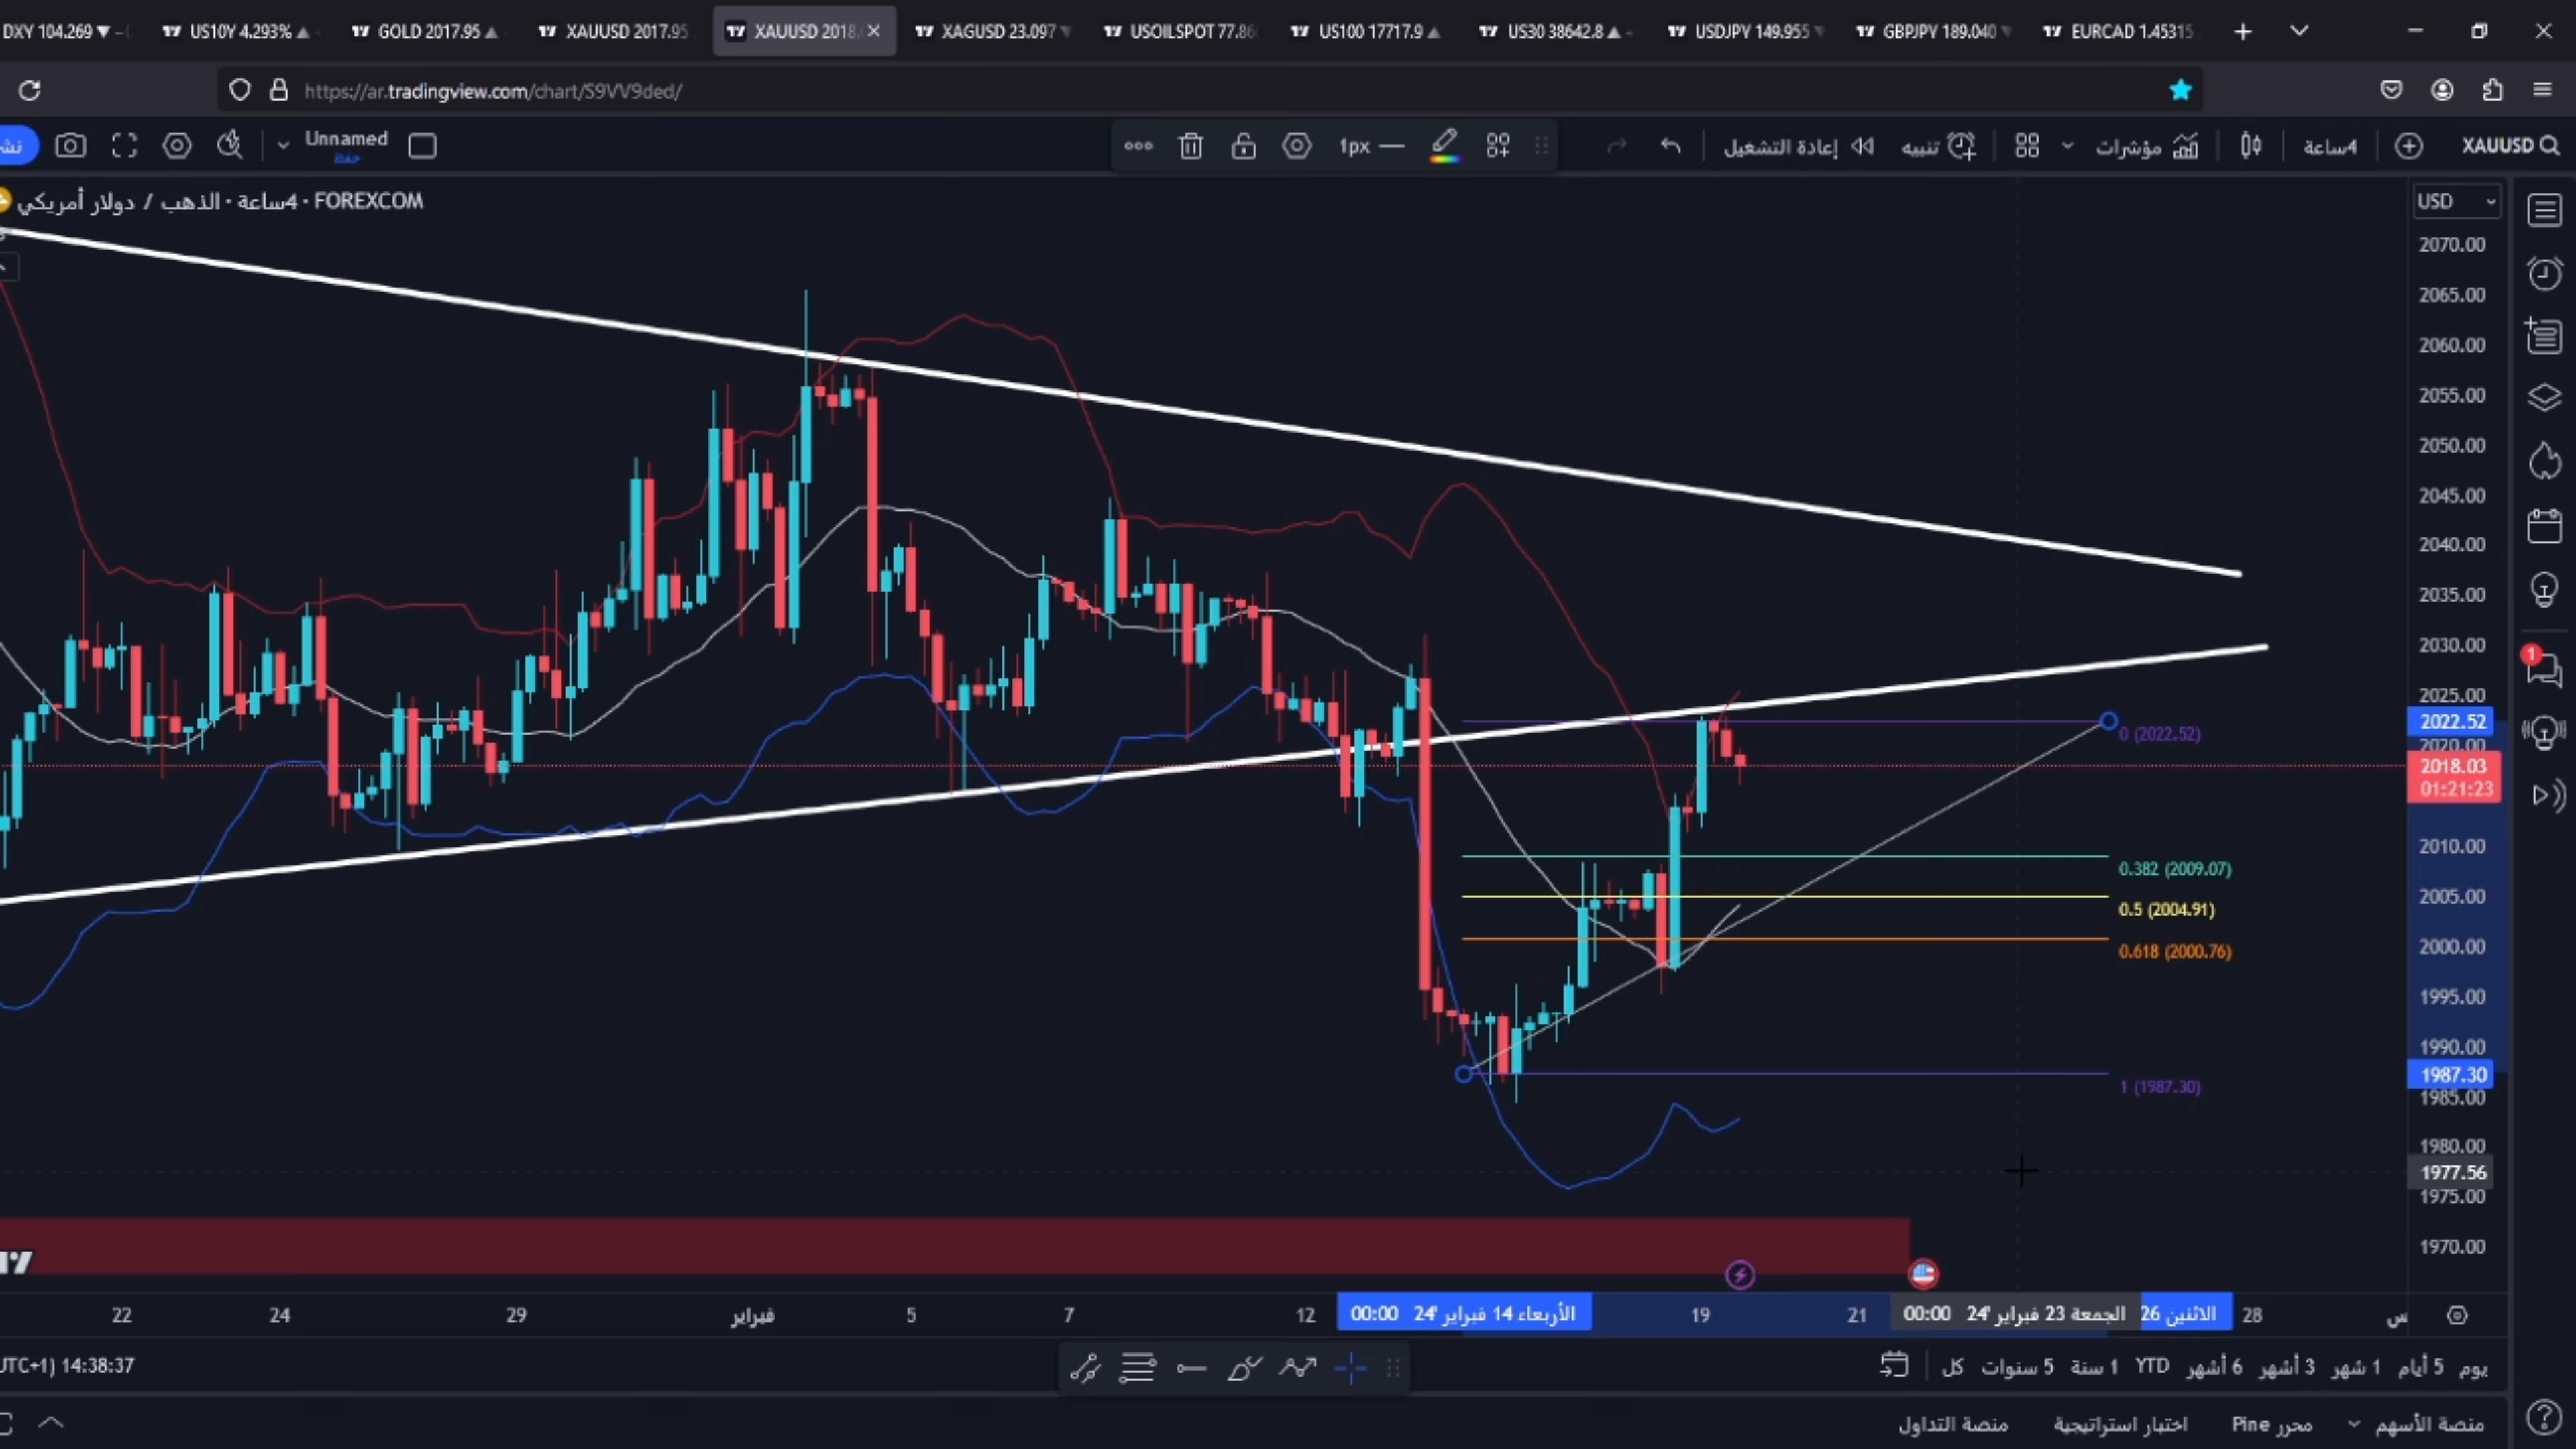 DXY 104.269 ▼
US10Y 4.293% ▲
GOLD 2017.95 ▲
XAUUSD 2017.95
XAUUSD 2018.
XAGUSD 23.097 ▼
USOILSPOT 77.86
US100 17717.9 ▲
US30 38642.8 ▲
USDJPY 149.955 ▼
GBPJPY 189.040 ▼
EURCAD 1.45315
https://ar.tradingview.com/chart/S9VV9ded/
Unnamed
حفظ
1px
إعادة التشغيل
تنبيه
مؤشرات
4ساعة
XAUUSD
الذهب / دولار أمريكي · 4ساعة · FOREXCOM
USD
2070.00
2065.00
2060.00
2055.00
2050.00
2045.00
2040.00
2035.00
2030.00
2025.00
2022.52
2020.00
2018.03
01:21:23
2010.00
2005.00
2000.00
1995.00
1990.00
1987.30
1985.00
1980.00
1977.56
1975.00
1970.00
0 (2022.52)
0.382 (2009.07)
0.5 (2004.91)
0.618 (2000.76)
1 (1987.30)
1
22
24
29
فبراير
5
7
12
الأربعاء 14 فبراير '24 00:00
19
21
الجمعة 23 فبراير '24 00:00
الاثنين 26
28
UTC+1) 14:38:37
يوم
5 أيام
1 شهر
3 أشهر
6 أشهر
YTD
1 سنة
5 سنوات
كل
منصة الأسهم
محرر Pine
اختبار استراتيجية
منصة التداول